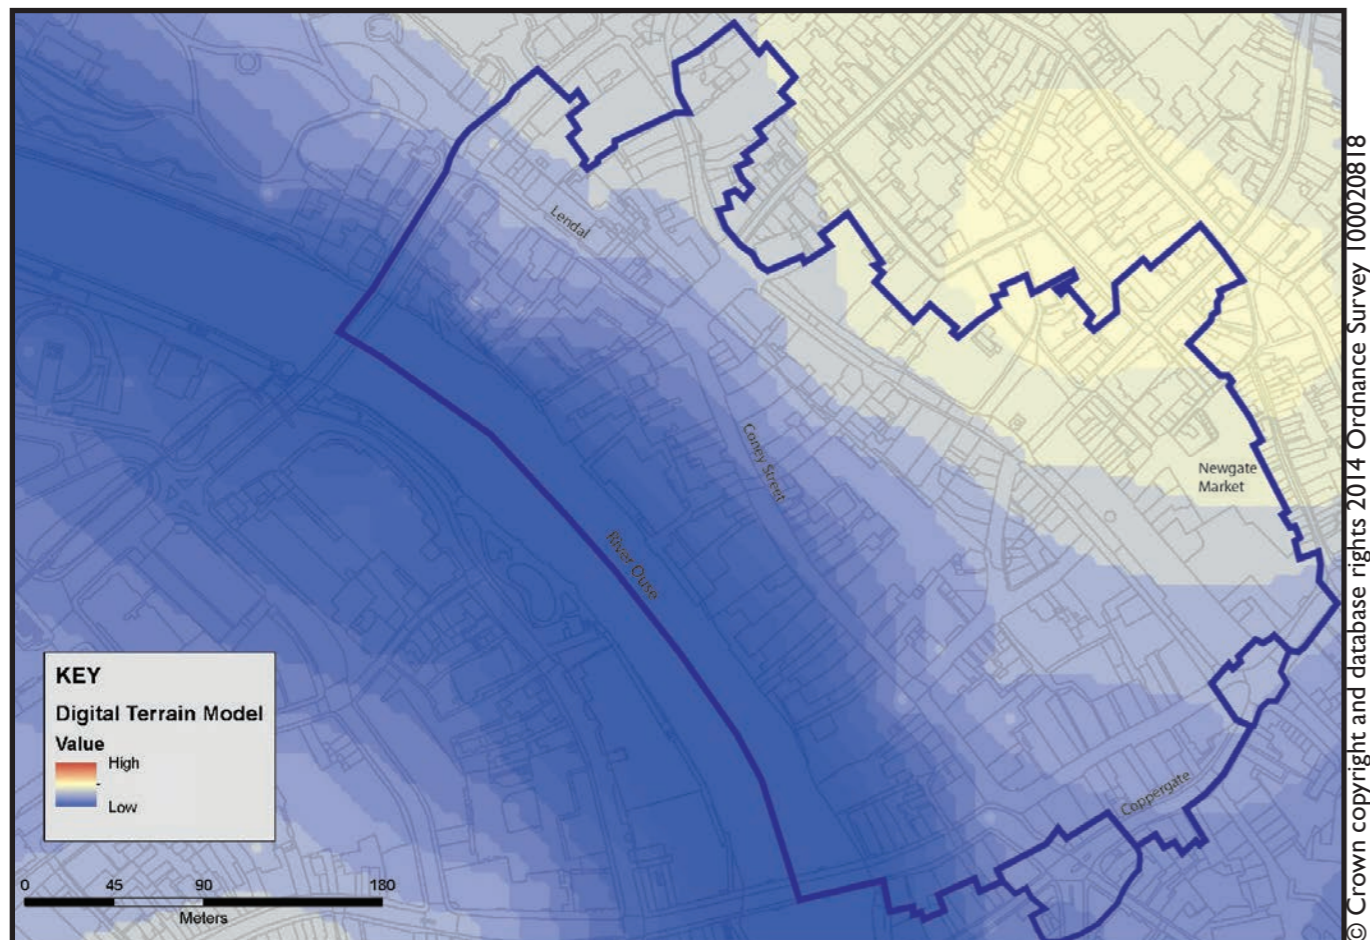 Lendal
Coney Street
River Ouse
Newgate
Market
Coppergate
KEY
Digital Terrain Model
Value
High
Low
0 45 90 180
Meters
© Crown copyright and database rights 2014 Ordnance Survey 100020818